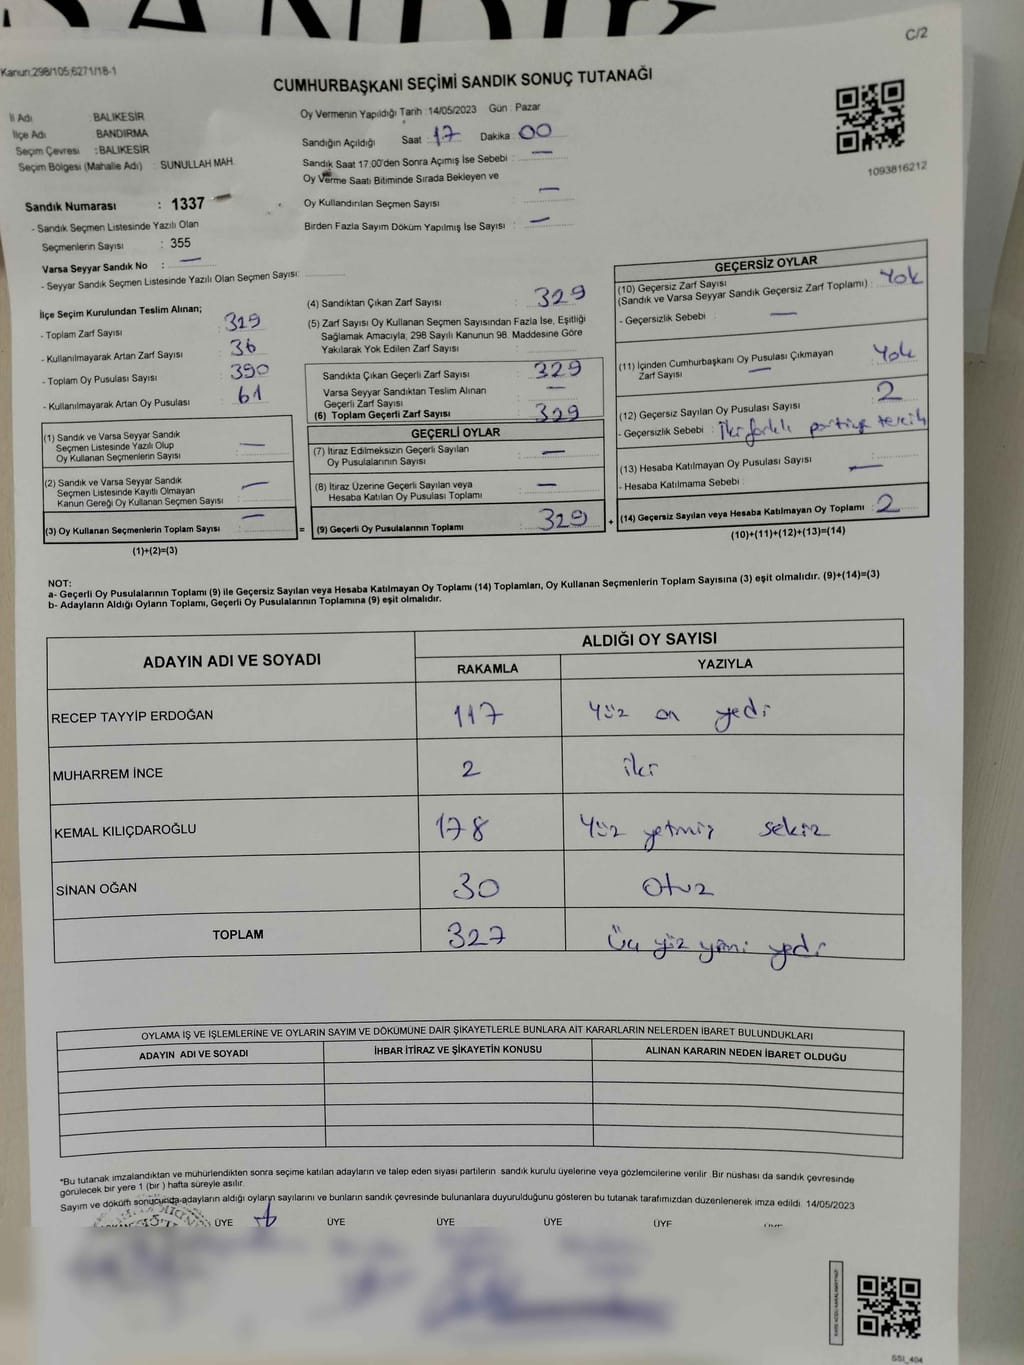 SANDIK
C/2
Kanun:298/105;6271/18-1
CUMHURBAŞKANI SEÇİMİ SANDIK SONUÇ TUTANAĞI
İl Adı : BALIKESİR
İlçe Adı : BANDIRMA
Seçim Çevresi : BALIKESİR
Seçim Bölgesi (Mahalle Adı) : SUNULLAH MAH.
Oy Vermenin Yapıldığı Tarih : 14/05/2023 Gün : Pazar
Sandığın Açıldığı Saat : 17 Dakika : 00
Sandık Saat 17.00'den Sonra Açımış İse Sebebi : —
Oy Verme Saati Bitiminde Sırada Bekleyen ve
Oy Kullandırılan Seçmen Sayısı : —
Birden Fazla Sayım Döküm Yapılmış İse Sayısı : —
1093816212
Sandık Numarası : 1337
- Sandık Seçmen Listesinde Yazılı Olan
Seçmenlerin Sayısı : 355
Varsa Seyyar Sandık No : —
- Seyyar Sandık Seçmen Listesinde Yazılı Olan Seçmen Sayısı:
İlçe Seçim Kurulundan Teslim Alınan;
- Toplam Zarf Sayısı : 329
- Kullanılmayarak Artan Zarf Sayısı : 36
- Toplam Oy Pusulası Sayısı : 390
- Kullanılmayarak Artan Oy Pusulası : 61
(1) Sandık ve Varsa Seyyar Sandık
Seçmen Listesinde Yazılı Olup
Oy Kullanan Seçmenlerin Sayısı —
(2) Sandık ve Varsa Seyyar Sandık
Seçmen Listesinde Kayıtlı Olmayan
Kanun Gereği Oy Kullanan Seçmen Sayısı —
(3) Oy Kullanan Seçmenlerin Toplam Sayısı —
(1)+(2)=(3)
(4) Sandıktan Çıkan Zarf Sayısı : 329
(5) Zarf Sayısı Oy Kullanan Seçmen Sayısından Fazla İse, Eşitliği
Sağlamak Amacıyla, 298 Sayılı Kanunun 98. Maddesine Göre
Yakılarak Yok Edilen Zarf Sayısı :
Sandıkta Çıkan Geçerli Zarf Sayısı : 329
Varsa Seyyar Sandıktan Teslim Alınan
Geçerli Zarf Sayısı : —
(6) Toplam Geçerli Zarf Sayısı : 329
GEÇERLİ OYLAR
(7) İtiraz Edilmeksizin Geçerli Sayılan
Oy Pusulalarının Sayısı : —
(8) İtiraz Üzerine Geçerli Sayılan veya
Hesaba Katılan Oy Pusulası Toplamı : —
= (9) Geçerli Oy Pusulalarının Toplamı : 329
GEÇERSİZ OYLAR
(10) Geçersiz Zarf Sayısı
(Sandık ve Varsa Seyyar Sandık Geçersiz Zarf Toplamı) : Yok
- Geçersizlik Sebebi : —
(11) İçinden Cumhurbaşkanı Oy Pusulası Çıkmayan
Zarf Sayısı — : Yok
(12) Geçersiz Sayılan Oy Pusulası Sayısı : 2
- Geçersizlik Sebebi : İki farklı partiye tercih
(13) Hesaba Katılmayan Oy Pusulası Sayısı : —
- Hesaba Katılmama Sebebi :
+ (14) Geçersiz Sayılan veya Hesaba Katılmayan Oy Toplamı : 2
(10)+(11)+(12)+(13)=(14)
NOT:
a- Geçerli Oy Pusulalarının Toplamı (9) ile Geçersiz Sayılan veya Hesaba Katılmayan Oy Toplamı (14) Toplamları, Oy Kullanan Seçmenlerin Toplam Sayısına (3) eşit olmalıdır. (9)+(14)=(3)
b- Adayların Aldığı Oyların Toplamı, Geçerli Oy Pusulalarının Toplamına (9) eşit olmalıdır.
ADAYIN ADI VE SOYADI ALDIĞI OY SAYISI
RAKAMLA YAZIYLA
RECEP TAYYİP ERDOĞAN 117 Yüz on yedi
MUHARREM İNCE 2 iki
KEMAL KILIÇDAROĞLU 178 Yüz yetmiş sekiz
SİNAN OĞAN 30 Otuz
TOPLAM 327 Üç yüz yirmi yedi
OYLAMA İŞ VE İŞLEMLERİNE VE OYLARIN SAYIM VE DÖKÜMÜNE DAİR ŞİKAYETLERLE BUNLARA AİT KARARLARIN NELERDEN İBARET BULUNDUKLARI
ADAYIN ADI VE SOYADI İHBAR İTİRAZ VE ŞİKAYETİN KONUSU ALINAN KARARIN NEDEN İBARET OLDUĞU
*Bu tutanak imzalandıktan ve mühürlendikten sonra seçime katılan adayların ve talep eden siyasi partilerin sandık kurulu üyelerine veya gözlemcilerine verilir. Bir nüshası da sandık çevresinde
görülecek bir yere 1 (bir ) hafta süreyle asılır.
Sayım ve döküm sonucunda adayların aldığı oyların sayılarını ve bunların sandık çevresinde bulunanlara duyurulduğunu gösteren bu tutanak tarafımızdan düzenlenerek imza edildi. 14/05/2023
ÜYE ÜYE ÜYE ÜYE ÜYE
SSI_404